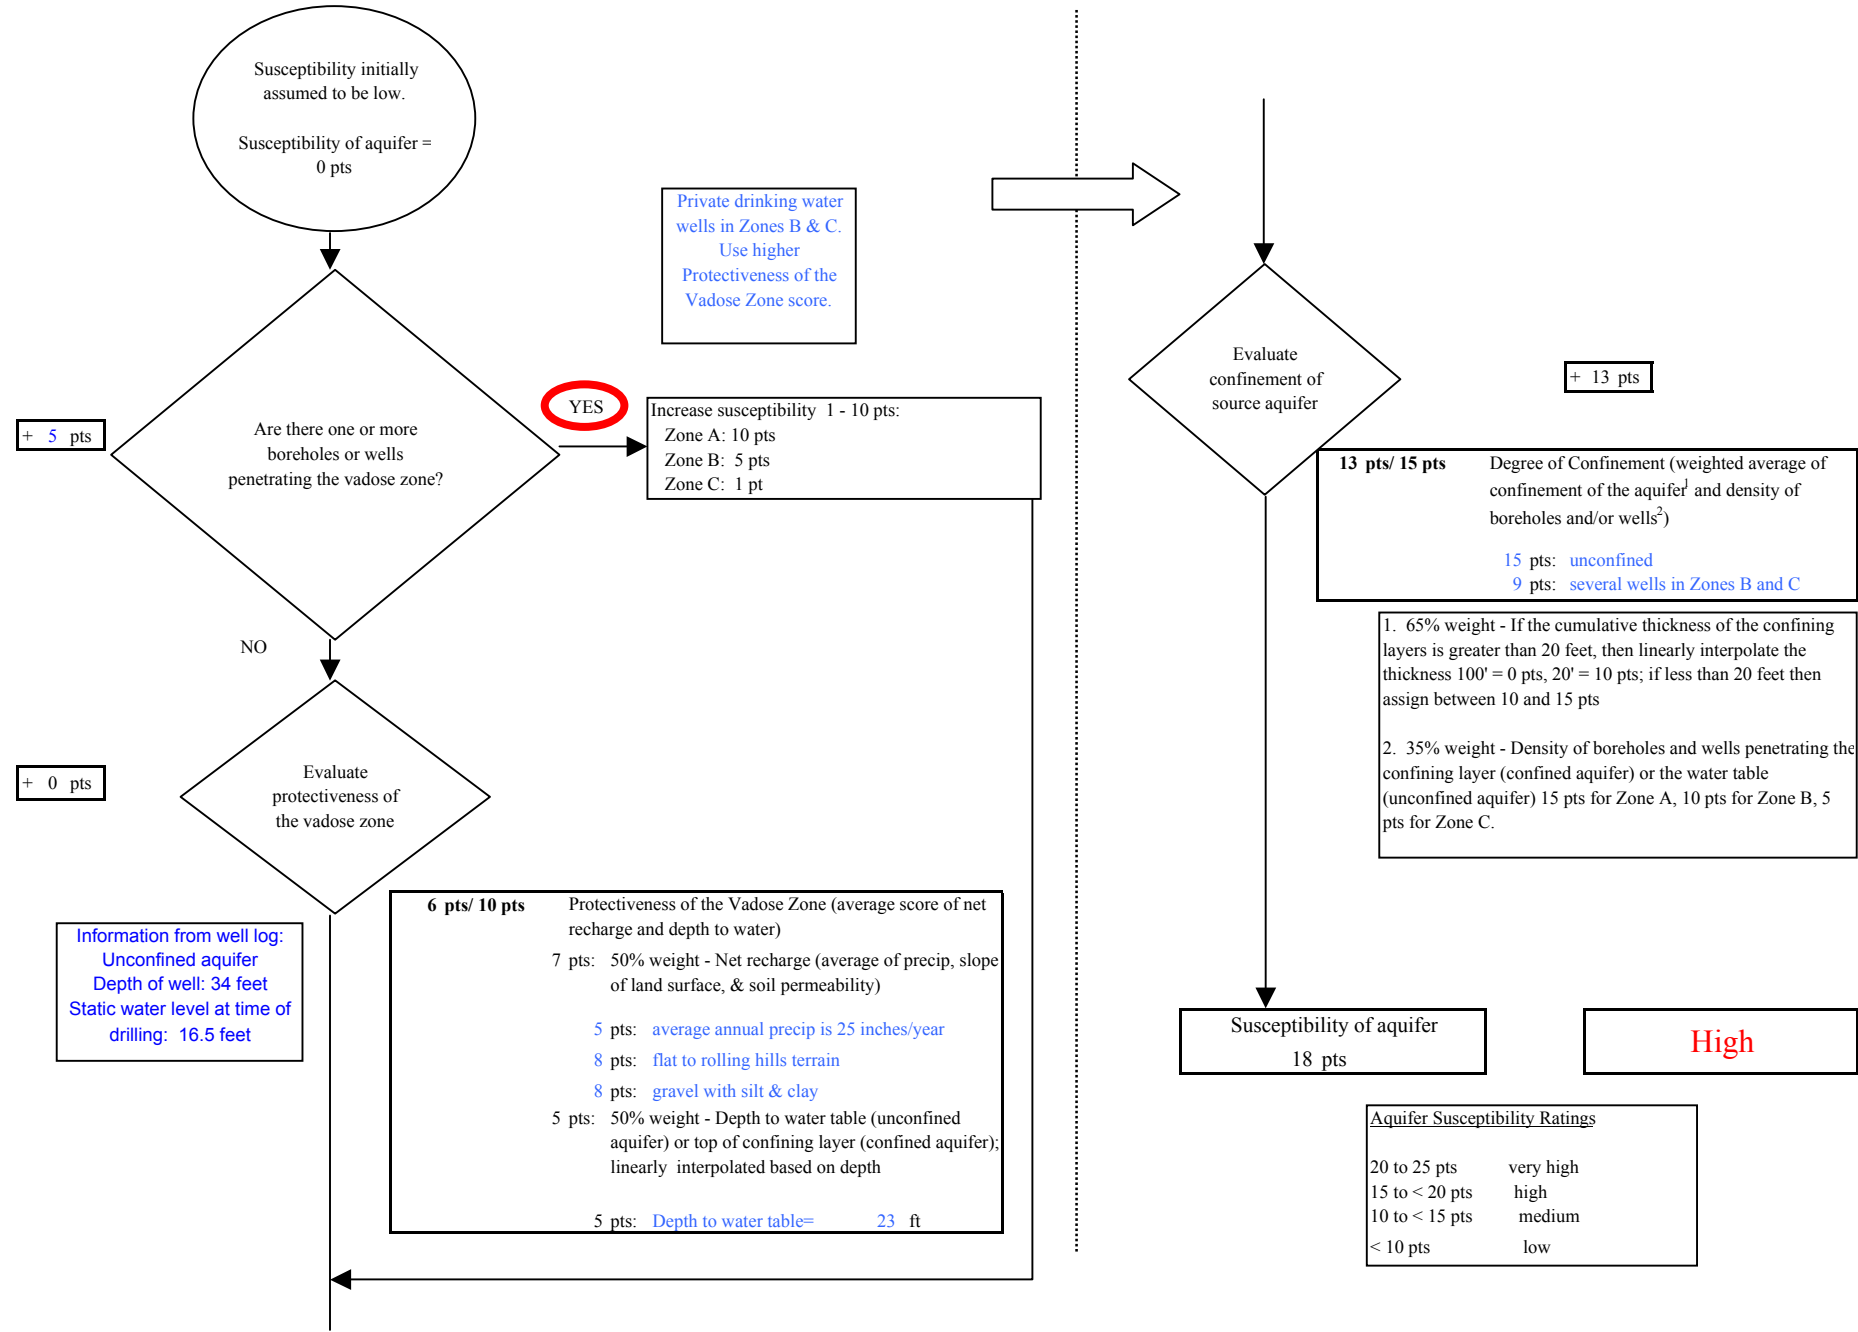 Susceptibility initially
assumed to be low.
Susceptibility of aquifer =
0 pts
Private drinking water
wells in Zones B & C.
Use higher
Protectiveness of the
Vadose Zone score.
+ 5 pts
Are there one or more
boreholes or wells
penetrating the vadose zone?
YES
Increase susceptibility 1 - 10 pts:
Zone A: 10 pts
Zone B: 5 pts
Zone C: 1 pt
NO
+ 0 pts
Evaluate
protectiveness of
the vadose zone
Information from well log:
Unconfined aquifer
Depth of well: 34 feet
Static water level at time of
drilling: 16.5 feet
6 pts/ 10 pts Protectiveness of the Vadose Zone (average score of net
recharge and depth to water)
7 pts: 50% weight - Net recharge (average of precip, slope
of land surface, & soil permeability)
5 pts: average annual precip is 25 inches/year
8 pts: flat to rolling hills terrain
8 pts: gravel with silt & clay
5 pts: 50% weight - Depth to water table (unconfined
aquifer) or top of confining layer (confined aquifer);
linearly interpolated based on depth
5 pts: Depth to water table= 23 ft
Evaluate
confinement of
source aquifer
+ 13 pts
13 pts/ 15 pts Degree of Confinement (weighted average of
confinement of the aquifer1 and density of
boreholes and/or wells2)
15 pts: unconfined
9 pts: several wells in Zones B and C
1. 65% weight - If the cumulative thickness of the confining
layers is greater than 20 feet, then linearly interpolate the
thickness 100' = 0 pts, 20' = 10 pts; if less than 20 feet then
assign between 10 and 15 pts
2. 35% weight - Density of boreholes and wells penetrating the
confining layer (confined aquifer) or the water table
(unconfined aquifer) 15 pts for Zone A, 10 pts for Zone B, 5
pts for Zone C.
Susceptibility of aquifer
18 pts
High
Aquifer Susceptibility Ratings
20 to 25 pts very high
15 to < 20 pts high
10 to < 15 pts medium
< 10 pts low